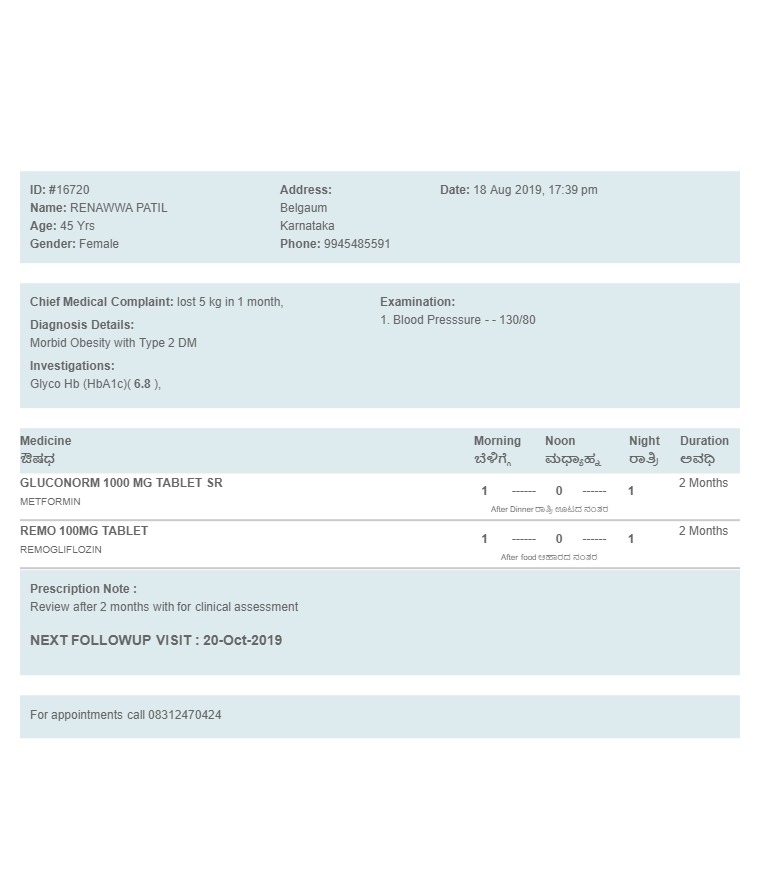 ID: #16720
Name: RENAWWA PATIL
Age: 45 Yrs
Gender: Female
Address:
Belgaum
Karnataka
Phone: 9945485591
Date: 18 Aug 2019, 17:39 pm
Chief Medical Complaint: lost 5 kg in 1 month,
Diagnosis Details:
Morbid Obesity with Type 2 DM
Investigations:
Glyco Hb (HbA1c)( 6.8 ),
Examination:
1. Blood Presssure - - 130/80
Medicine Morning Noon Night Duration
ಔಷಧ ಬೆಳಿಗ್ಗೆ ಮಧ್ಯಾಹ್ನ ರಾತ್ರಿ ಅವಧಿ
GLUCONORM 1000 MG TABLET SR
METFORMIN
1 ------ 0 ------ 1 2 Months
After Dinner ರಾತ್ರಿ ಊಟದ ನಂತರ
REMO 100MG TABLET
REMOGLIFLOZIN
1 ------ 0 ------ 1 2 Months
After food ಆಹಾರದ ನಂತರ
Prescription Note :
Review after 2 months with for clinical assessment
NEXT FOLLOWUP VISIT : 20-Oct-2019
For appointments call 08312470424